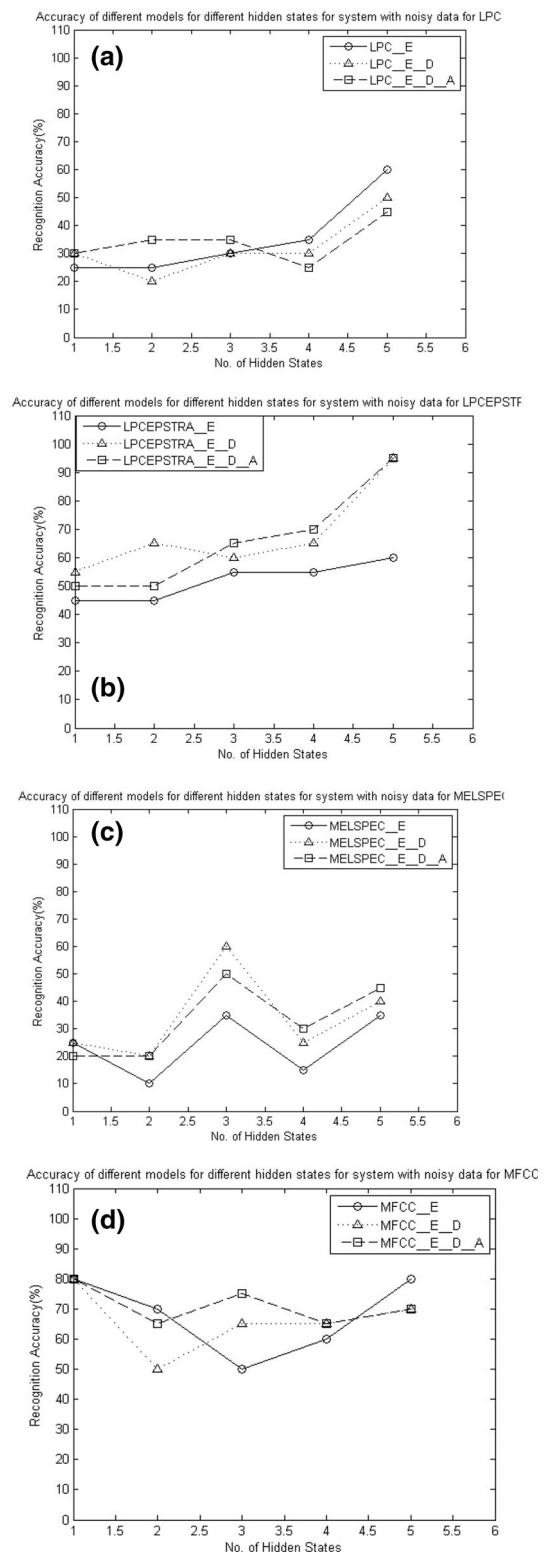 Accuracy of different models for different hidden states for system with noisy data for LPC
(a)
LPC__E
LPC__E__D
LPC__E__D__A
110
100
90
80
70
60
50
40
30
20
10
0
Recognition Accuracy(%)
1 1.5 2 2.5 3 3.5 4 4.5 5 5.5 6
No. of Hidden States
Accuracy of different models for different hidden states for system with noisy data for LPCEPSTR
LPCEPSTRA__E
LPCEPSTRA__E__D
LPCEPSTRA__E__D__A
110
100
90
80
70
60
50
40
30
20
10
0
Recognition Accuracy(%)
(b)
1 1.5 2 2.5 3 3.5 4 4.5 5 5.5 6
No. of Hidden States
Accuracy of different models for different hidden states for system with noisy data for MELSPEC
(c)
MELSPEC__E
MELSPEC__E__D
MELSPEC__E__D__A
110
100
90
80
70
60
50
40
30
20
10
0
Recognition Accuracy(%)
1 1.5 2 2.5 3 3.5 4 4.5 5 5.5 6
No. of Hidden States
Accuracy of different models for different hidden states for system with noisy data for MFCC
(d)
MFCC__E
MFCC__E__D
MFCC__E__D__A
110
100
90
80
70
60
50
40
30
20
10
0
Recognition Accuracy(%)
1 1.5 2 2.5 3 3.5 4 4.5 5 5.5 6
No. of Hidden States